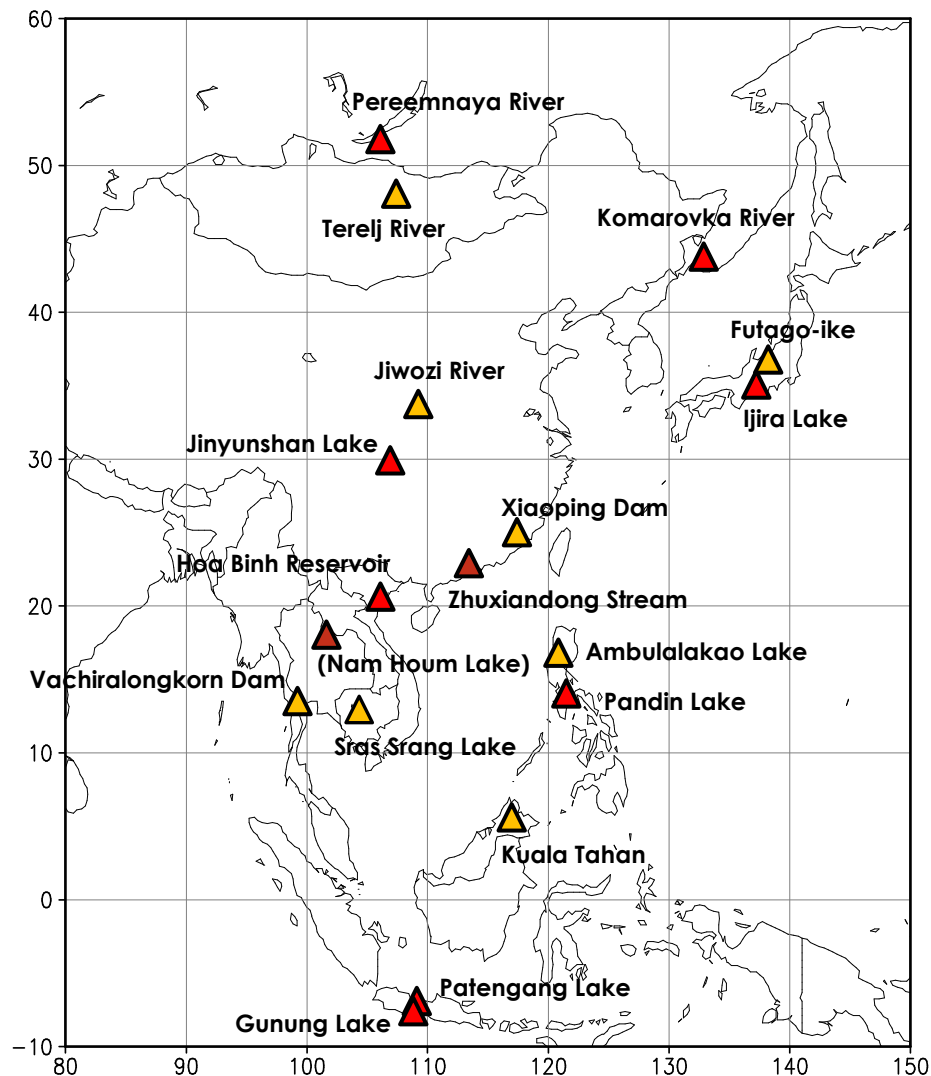 60
Pereemnaya River
50
Komarovka River
Terelj River
40
Futago-ike
Jiwozi River
Ijira Lake
Jinyunshan Lake
30
Xiaoping Dam
Hoa Binh Reservoir
Zhuxiandong Stream
20
Ambulalakao Lake
(Nam Houm Lake)
Vachiralongkorn Dam
Pandin Lake
Sras Srang Lake
10
Kuala Tahan
0
Patengang Lake
Gunung Lake
−10
80 90 100 110 120 130 140 150